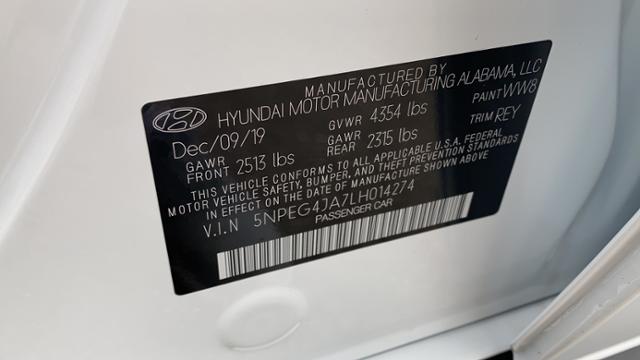 MANUFACTURED BY
HYUNDAI MOTOR MANUFACTURING ALABAMA, LLC
Dec/09/19 GVWR 4354 lbs PAINT WW8
GAWR FRONT 2513 lbs GAWR REAR 2315 lbs TRIM REY
THIS VEHICLE CONFORMS TO ALL APPLICABLE U.S.A. FEDERAL
MOTOR VEHICLE SAFETY, BUMPER, AND THEFT PREVENTION STANDARDS
IN EFFECT ON THE DATE OF MANUFACTURE SHOWN ABOVE.
V.I.N 5NPEG4JA7LH014274
PASSENGER CAR